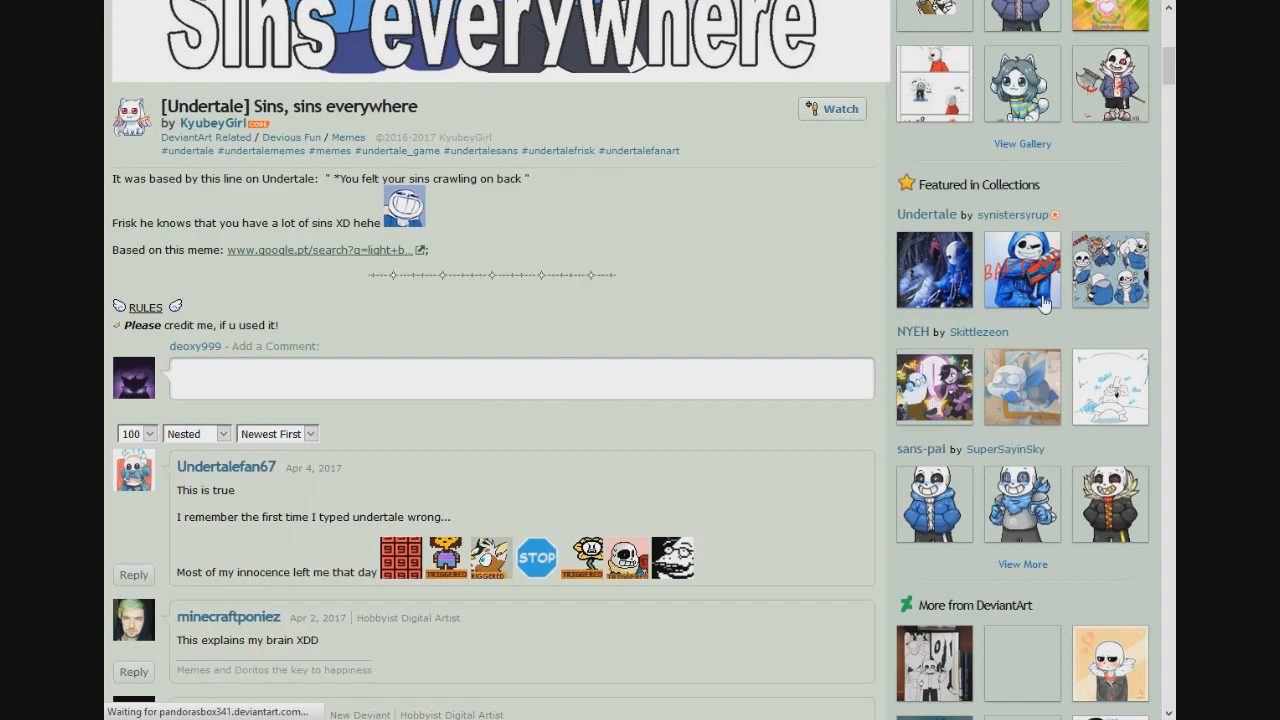 Sins everywhere
[Undertale] Sins, sins everywhere
by KyubeyGirl CORE
Watch
DeviantArt Related / Devious Fun / Memes ©2016-2017 KyubeyGirl
#undertale #undertalememes #memes #undertale_game #undertalesans #undertalefrisk #undertalefanart
It was based by this line on Undertale: " *You felt your sins crawling on back "
Frisk he knows that you have a lot of sins XD hehe
Based on this meme: www.google.pt/search?q=light+b... ;
RULES
Please credit me, if u used it!
deoxy999 - Add a Comment:
100 Nested Newest First
Undertalefan67 Apr 4, 2017
This is true
I remember the first time I typed undertale wrong...
Most of my innocence left me that day
TRIGGERED
STOP
TRIGGERED
Reply
minecraftponiez Apr 2, 2017 Hobbyist Digital Artist
This explains my brain XDD
Memes and Doritos the key to happiness
Reply
New Deviant Hobbyist Digital Artist
Waiting for pandorasbox341.deviantart.com...
View Gallery
Featured in Collections
Undertale by synistersyrup
NYEH by Skittlezeon
sans-pai by SuperSayinSky
View More
More from DeviantArt